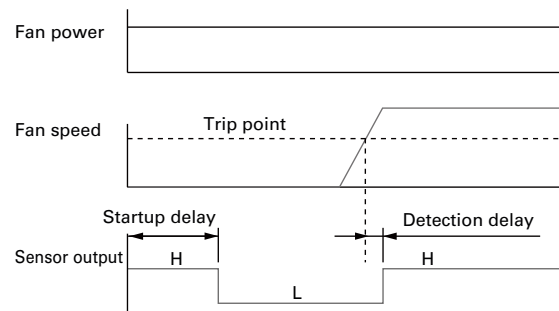 Fan power
Fan speed
Trip point
Startup delay
Detection delay
Sensor output
H
H
L